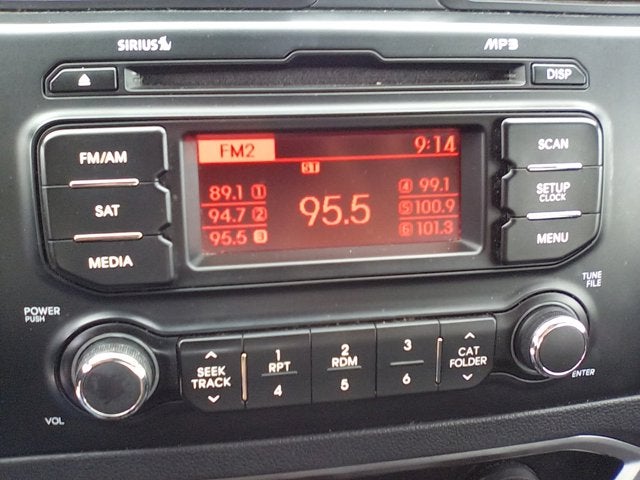 SIRIUS
MP3
DISP
FM/AM
SAT
MEDIA
FM2
9:14
ST
89.1 1
94.7 2
95.5 3
95.5
4 99.1
5 100.9
6 101.3
SCAN
SETUP
CLOCK
MENU
POWER
PUSH
VOL
SEEK
TRACK
1
RPT
4
2
RDM
5
3
6
CAT
FOLDER
TUNE
FILE
ENTER